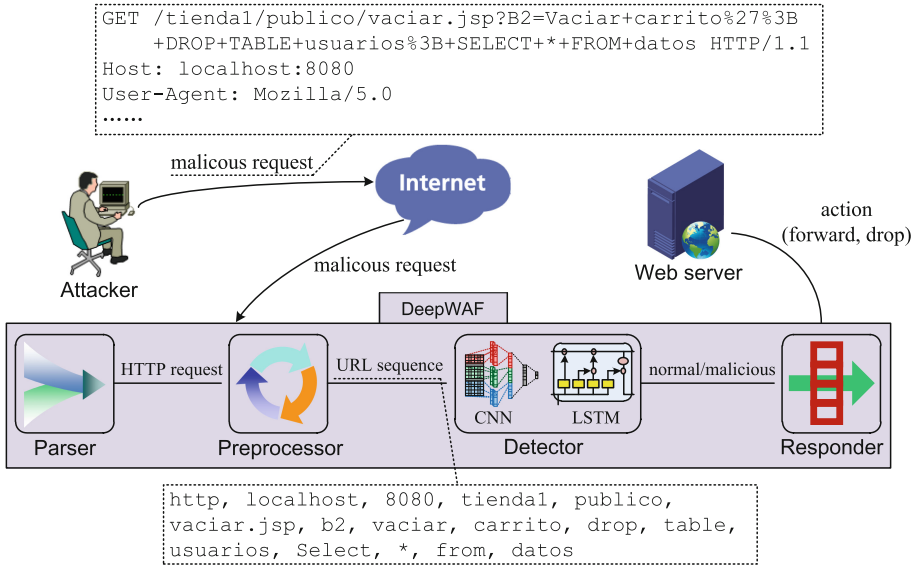 GET /tienda1/publico/vaciar.jsp?B2=Vaciar+carrito%27%3B
+DROP+TABLE+usuarios%3B+SELECT+*+FROM+datos HTTP/1.1
Host: localhost:8080
User-Agent: Mozilla/5.0
......
malicous request
Internet
Attacker
malicous request
Web server
action
(forward, drop)
DeepWAF
HTTP request
URL sequence
normal/malicious
CNN
LSTM
Parser
Preprocessor
Detector
Responder
http, localhost, 8080, tienda1, publico,
vaciar.jsp, b2, vaciar, carrito, drop, table,
usuarios, Select, *, from, datos